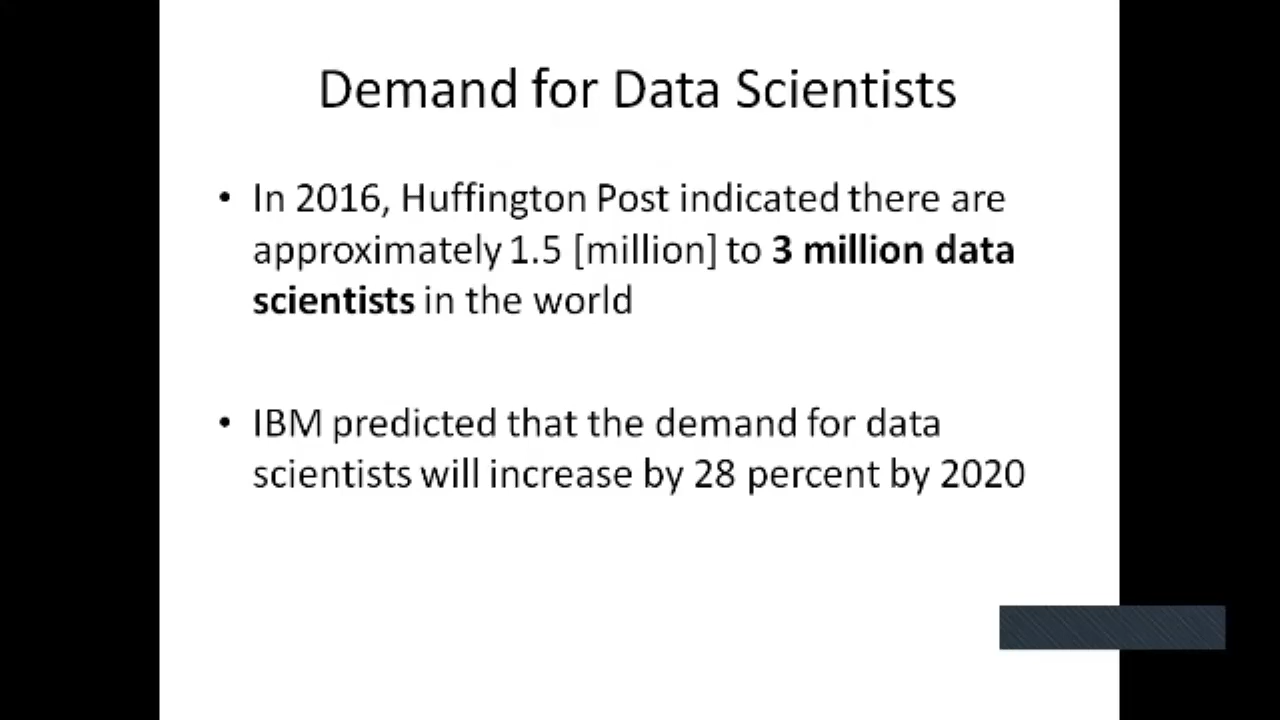 Demand for Data Scientists
• In 2016, Huffington Post indicated there are
approximately 1.5 [million] to 3 million data
scientists in the world
• IBM predicted that the demand for data
scientists will increase by 28 percent by 2020